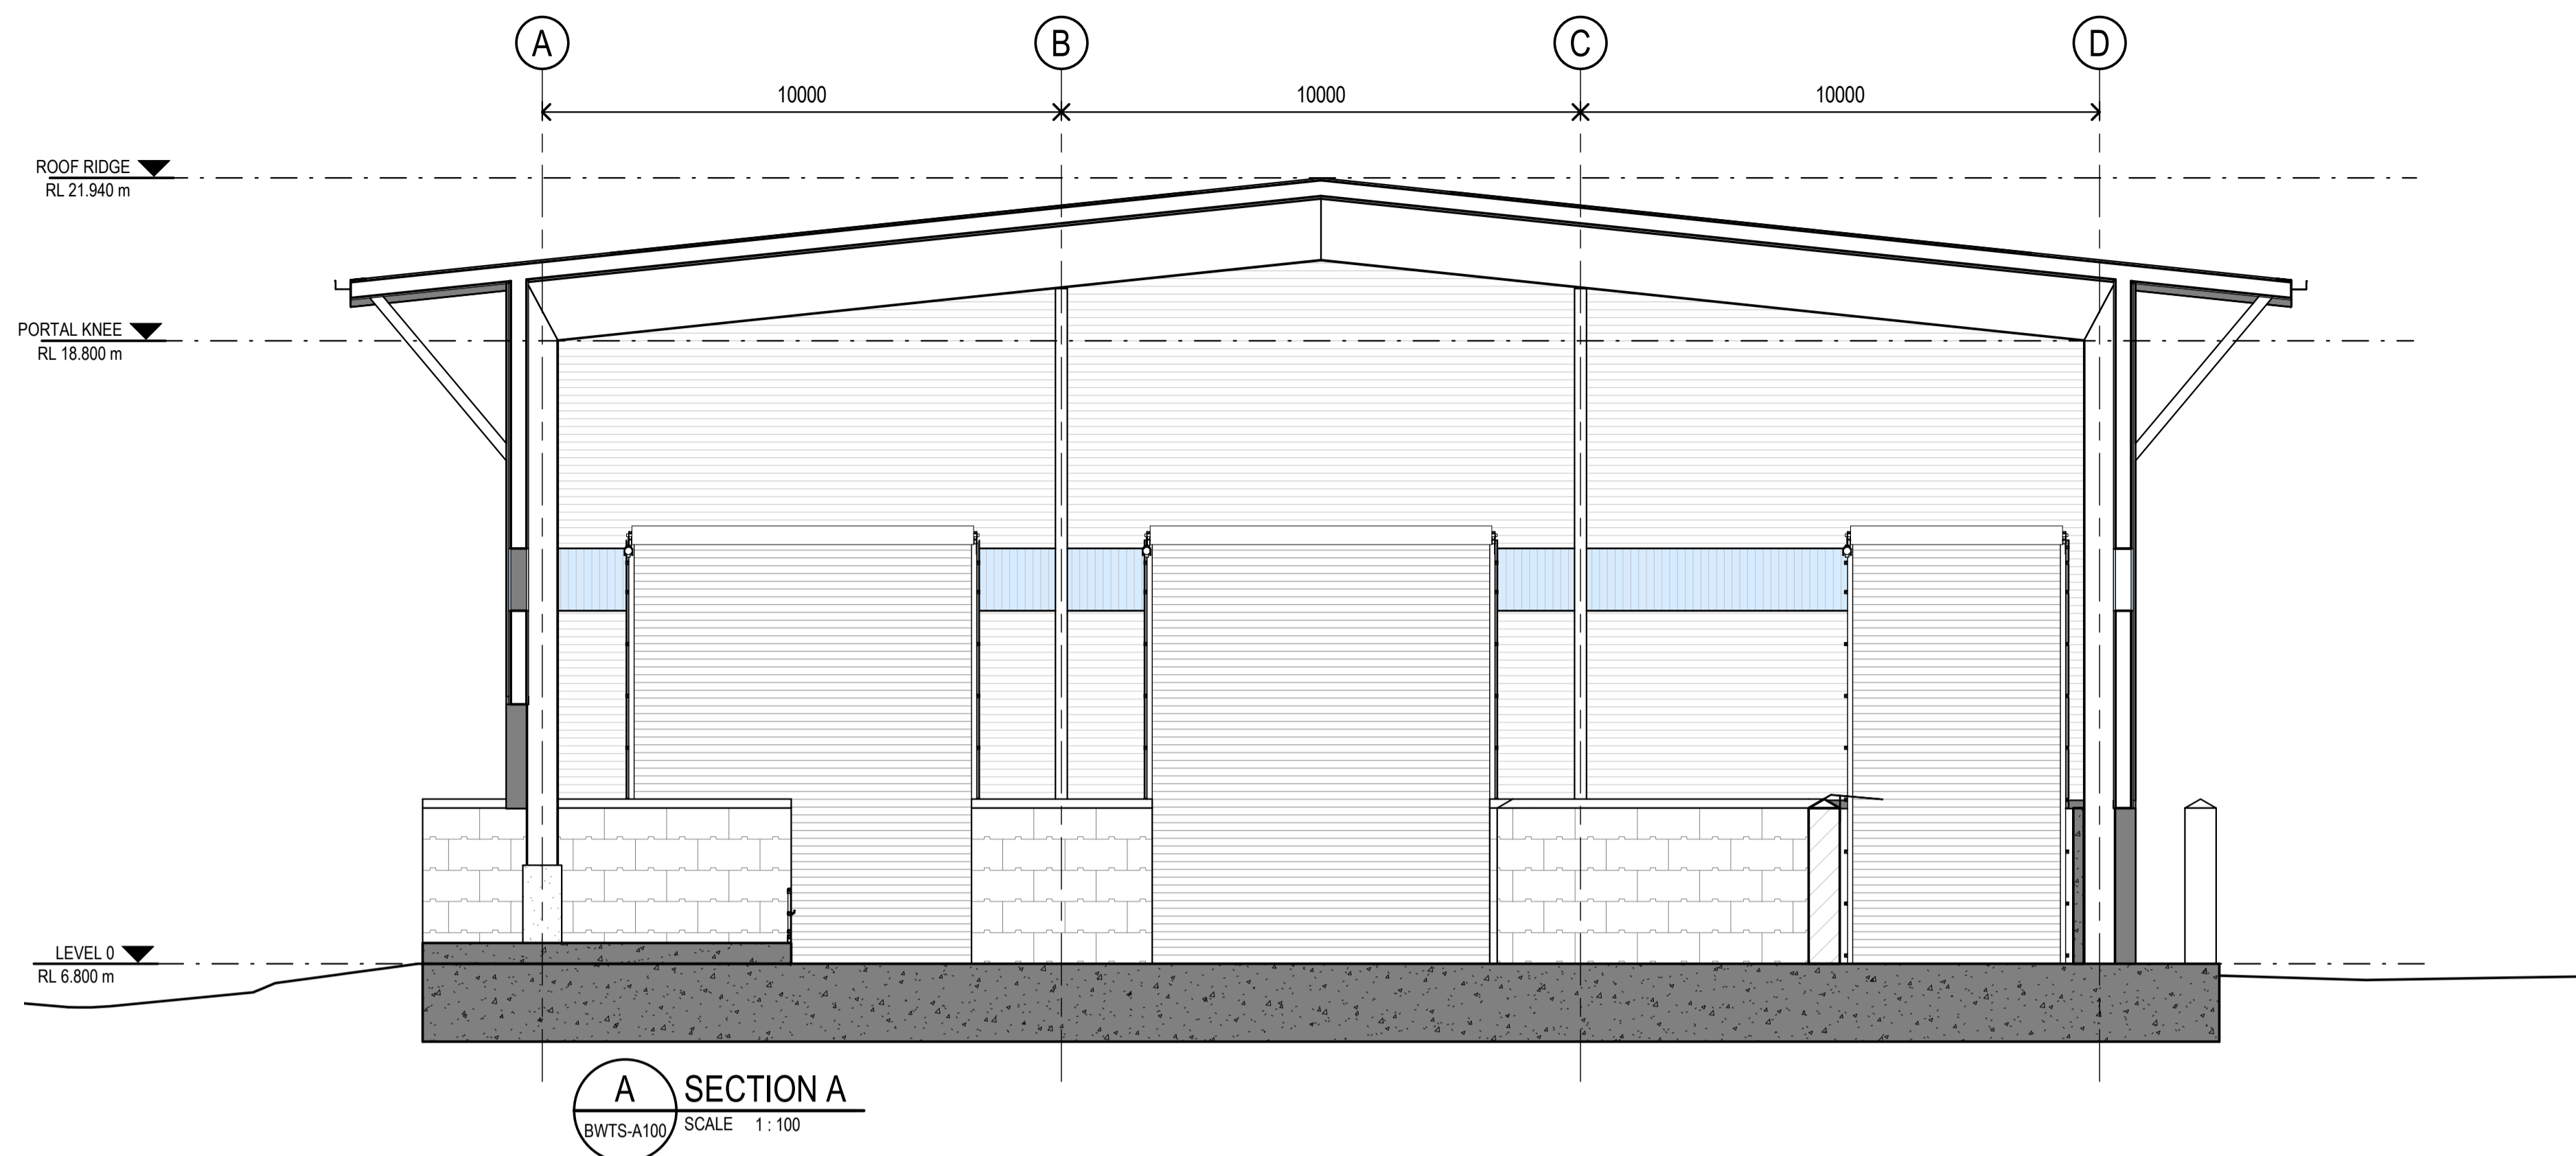 A
B
C
D
10000
10000
10000
ROOF RIDGE
RL 21.940 m
PORTAL KNEE
RL 18.800 m
LEVEL 0
RL 6.800 m
A
BWTS-A100
SECTION A
SCALE 1 : 100